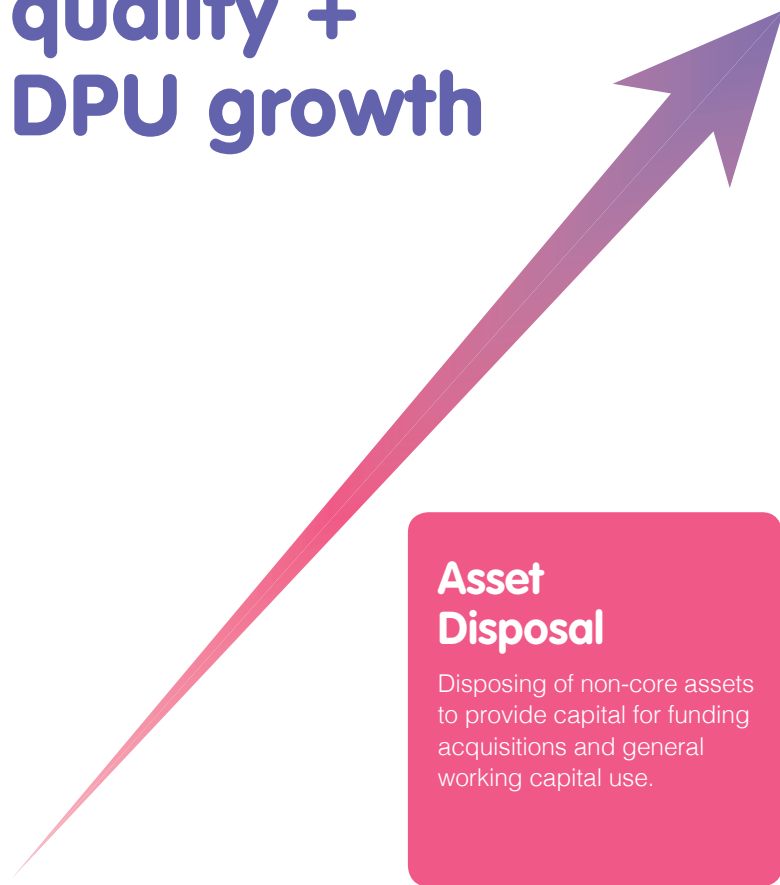 quality +
DPU growth
Asset
Disposal
Disposing of non-core assets
to provide capital for funding
acquisitions and general
working capital use.